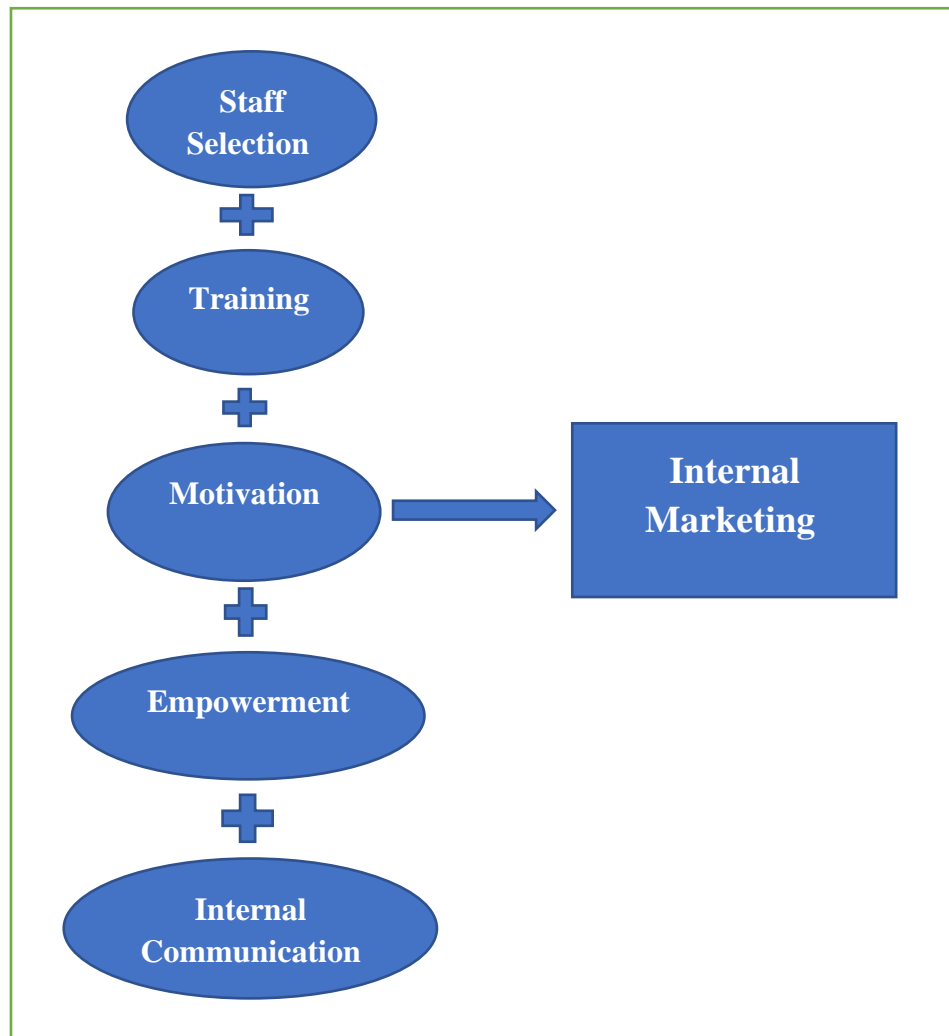 Staff
Selection
Training
Motivation
Internal
Marketing
Empowerment
Internal
Communication